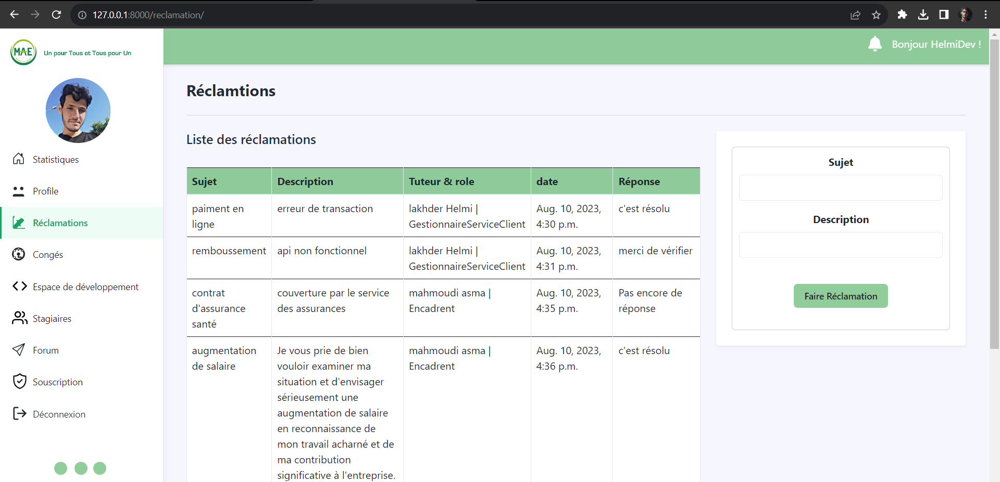 127.0.0.1:8000/reclamation/
MAE
Un pour Tous et Tous pour Un
Bonjour HelmiDev !
Statistiques
Profile
Réclamations
Congés
Espace de développement
Stagiaires
Forum
Souscription
Déconnexion
Réclamtions
Liste des réclamations
Sujet Description Tuteur & role date Réponse
paiment en erreur de transaction lakhder Helmi | Aug. 10, 2023, c'est résolu
ligne GestionnaireServiceClient 4:30 p.m.
remboussement api non fonctionnel lakhder Helmi | Aug. 10, 2023, merci de vérifier
GestionnaireServiceClient 4:31 p.m.
contrat couverture par le service mahmoudi asma | Aug. 10, 2023, Pas encore de
d'assurance des assurances Encadrent 4:35 p.m. réponse
santé
augmentation Je vous prie de bien mahmoudi asma | Aug. 10, 2023, c'est résolu
de salaire vouloir examiner ma Encadrent 4:36 p.m.
situation et d'envisager
sérieusement une
augmentation de salaire
en reconnaissance de
mon travail acharné et de
ma contribution
significative à l'entreprise.
Sujet
Description
Faire Réclamation